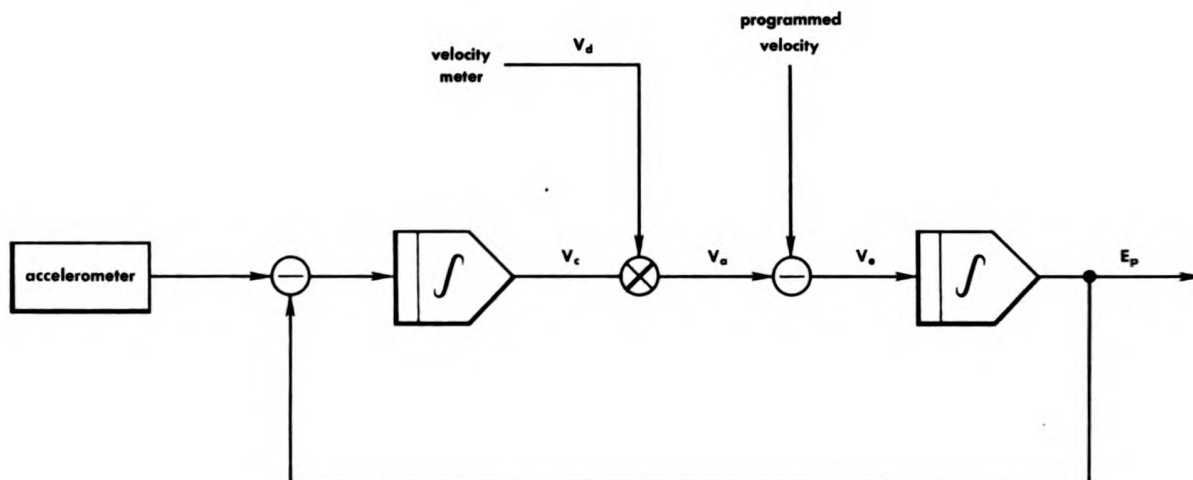 programmed
velocity
V_d
velocity
meter
accelerometer
∫
V_c
V_a
V_e
∫
E_p